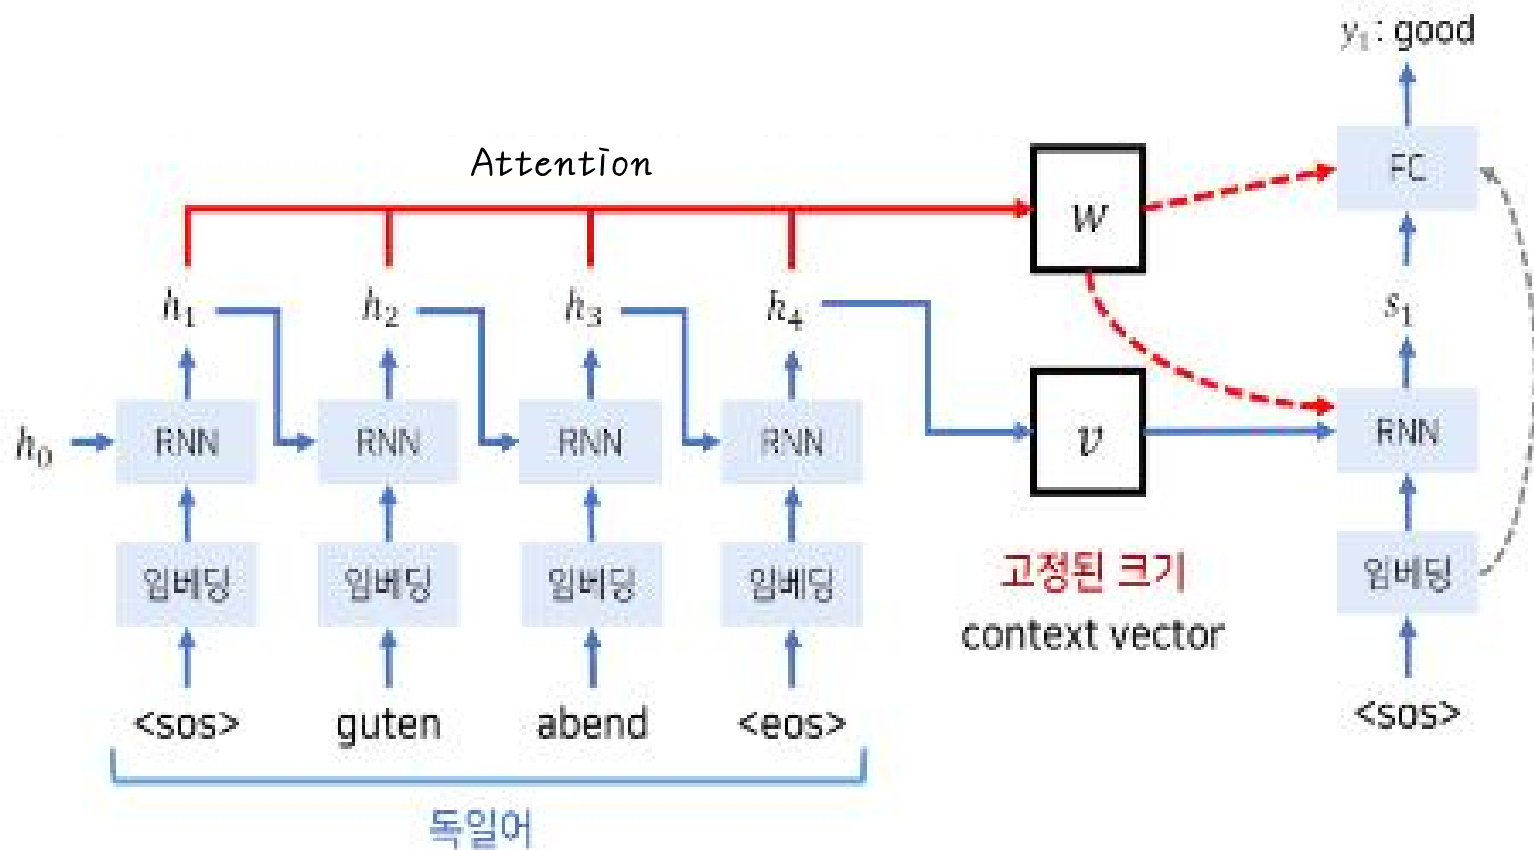 y₁: good
Attention
w
FC
h₁ h₂ h₃ h₄
s₁
h₀
RNN RNN RNN RNN
v
RNN
임베딩 임베딩 임베딩 임베딩
고정된 크기
context vector
임베딩
<sos> guten abend <eos>
<sos>
독일어